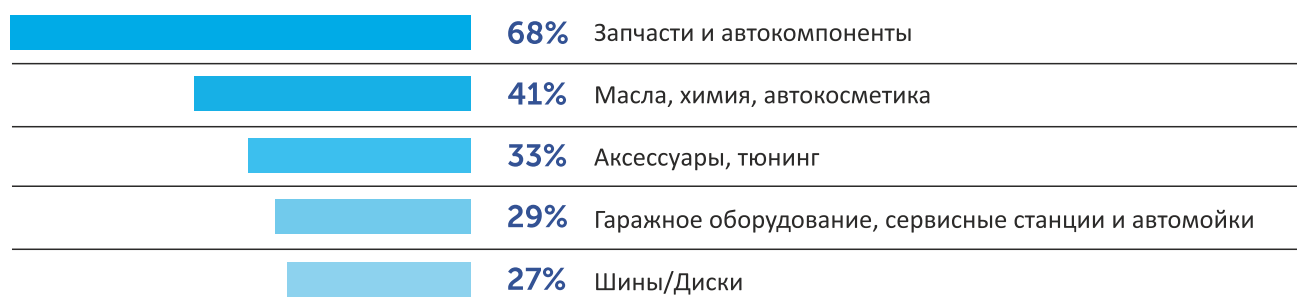 68% Запчасти и автокомпоненты
41% Масла, химия, автокосметика
33% Аксессуары, тюнинг
29% Гаражное оборудование, сервисные станции и автомойки
27% Шины/Диски